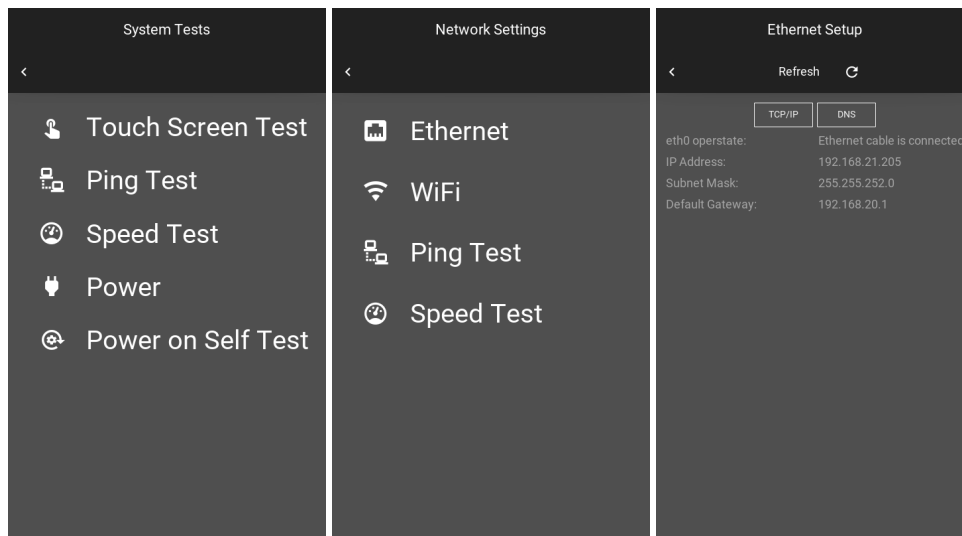 System Tests
Touch Screen Test
Ping Test
Speed Test
Power
Power on Self Test
Network Settings
Ethernet
WiFi
Ping Test
Speed Test
Ethernet Setup
Refresh
TCP/IP DNS
eth0 operstate: Ethernet cable is connected
IP Address: 192.168.21.205
Subnet Mask: 255.255.252.0
Default Gateway: 192.168.20.1